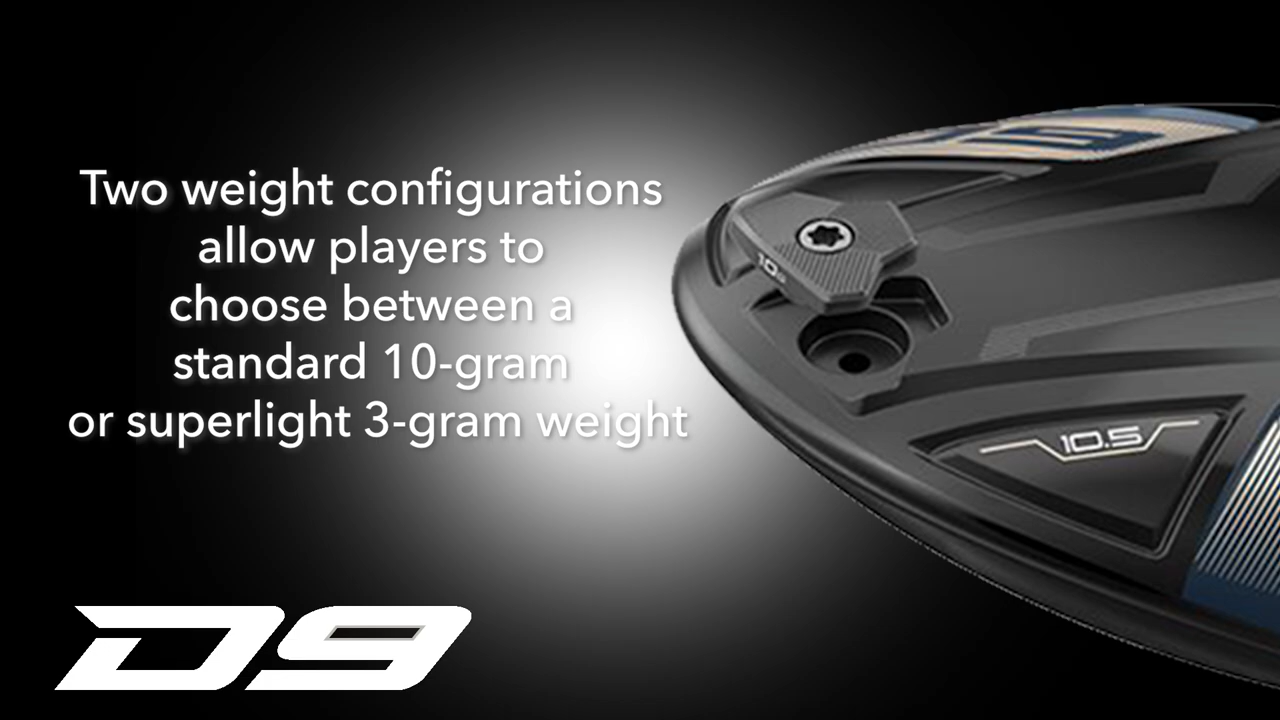 Two weight configurations
allow players to
choose between a
standard 10-gram
or superlight 3-gram weight
10g
10.5
D9